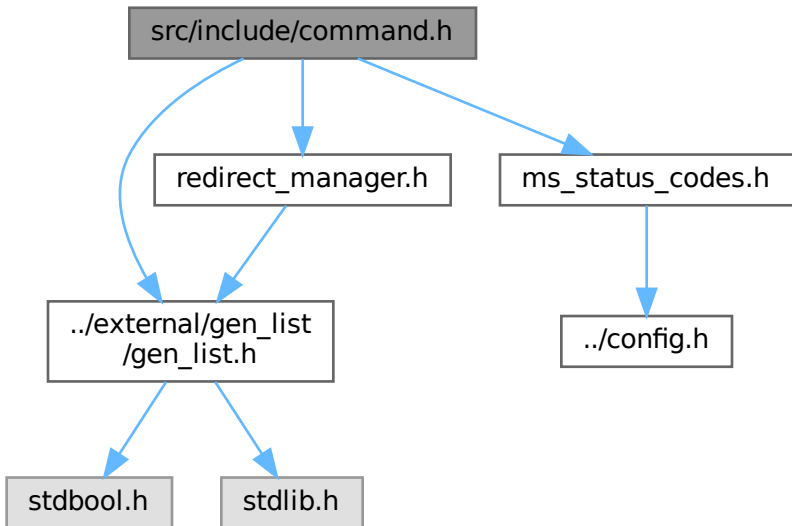 src/include/command.h
redirect_manager.h
ms_status_codes.h
../external/gen_list
/gen_list.h
../config.h
stdbool.h
stdlib.h